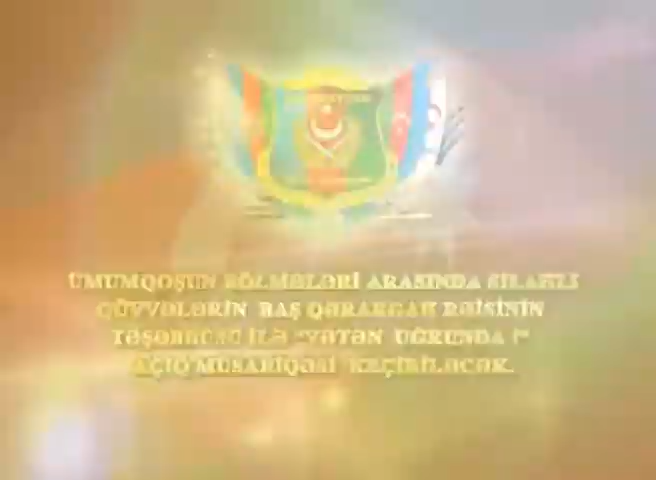 ÜMUMQOŞUN BÖLMƏLƏRİ ARASINDA SİLAHLI
QÜVVƏLƏRİN BAŞ QƏRARGAH RƏİSİNİN
TƏŞƏBBÜSÜ İLƏ "VƏTƏN UĞRUNDA !"
AÇIQ MÜSABİQƏSİ KEÇİRİLƏCƏK.